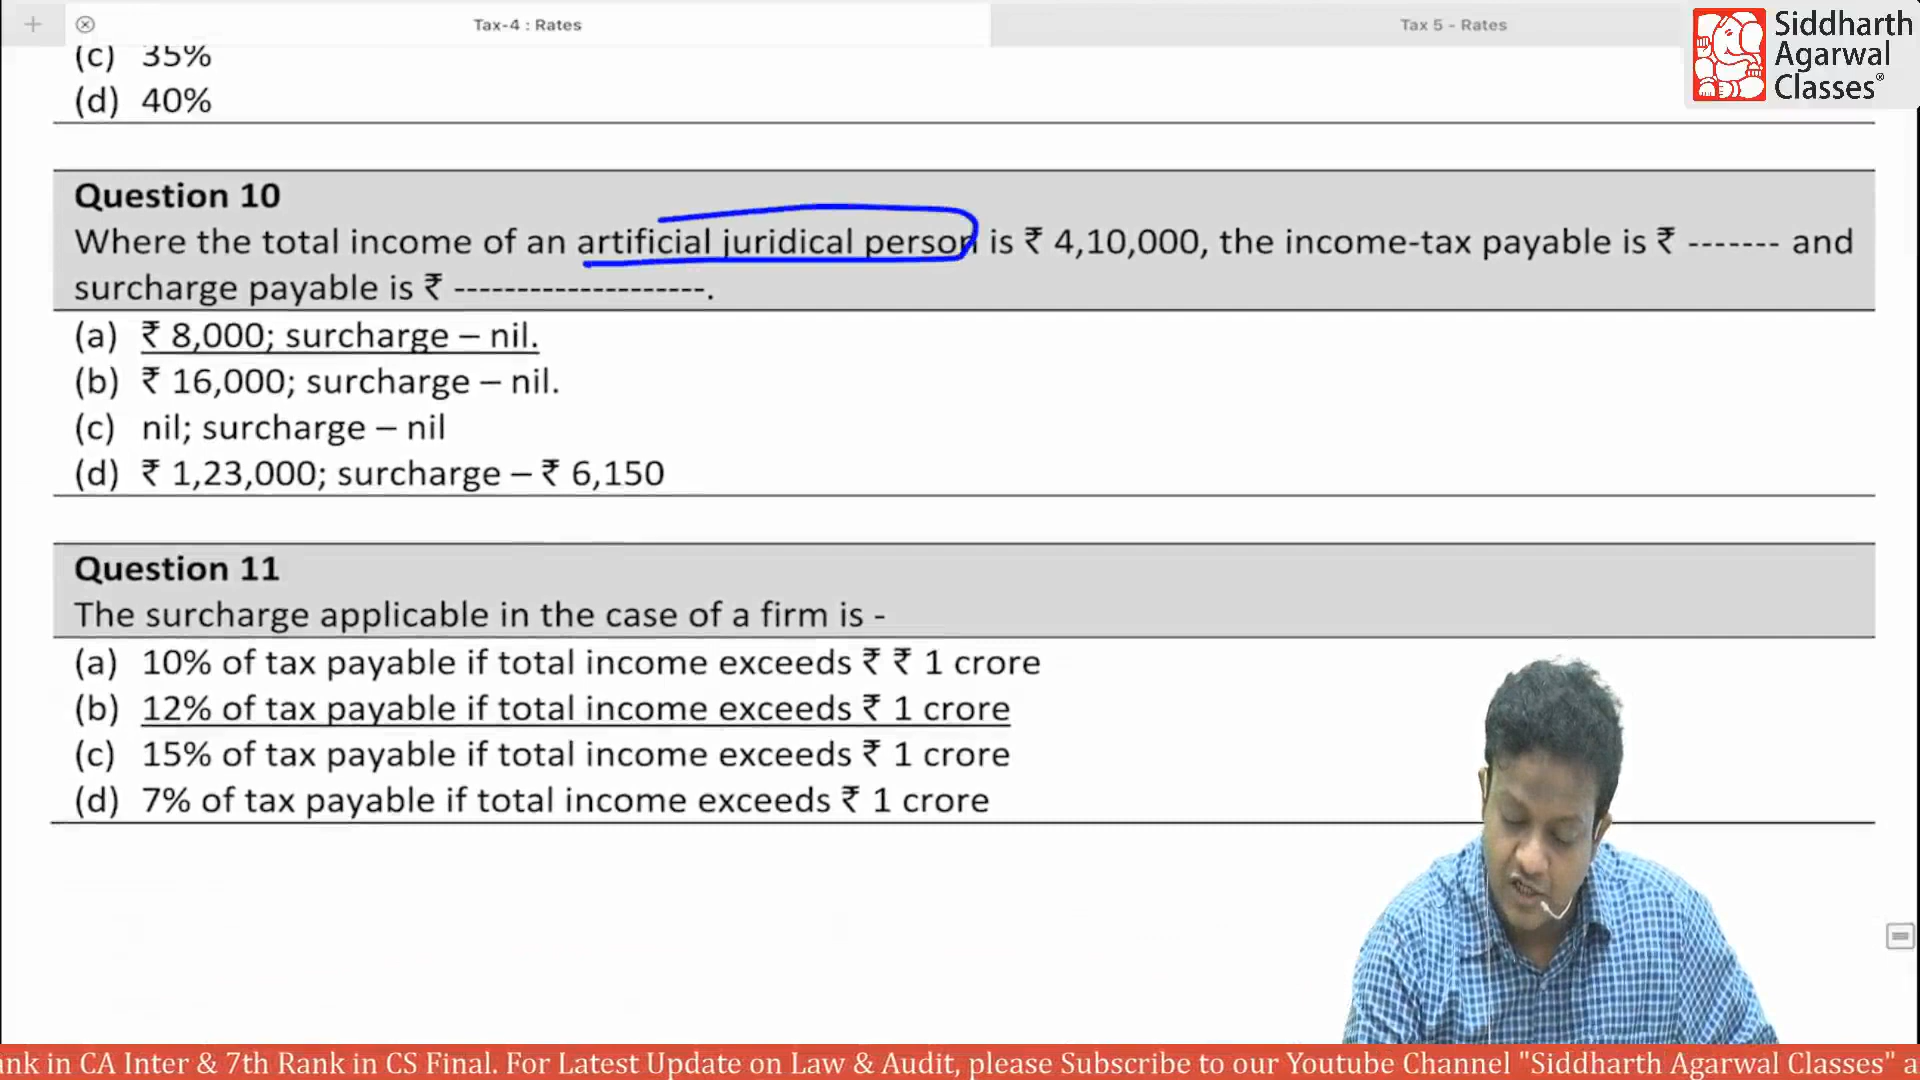 Tax-4 : Rates
Tax 5 - Rates
Siddharth
Agarwal
Classes®
(c) 35%
(d) 40%
Question 10
Where the total income of an artificial juridical person is ₹ 4,10,000, the income-tax payable is ₹ ------- and
surcharge payable is ₹ --------------------.
(a) ₹ 8,000; surcharge – nil.
(b) ₹ 16,000; surcharge – nil.
(c) nil; surcharge – nil
(d) ₹ 1,23,000; surcharge – ₹ 6,150
Question 11
The surcharge applicable in the case of a firm is -
(a) 10% of tax payable if total income exceeds ₹ ₹ 1 crore
(b) 12% of tax payable if total income exceeds ₹ 1 crore
(c) 15% of tax payable if total income exceeds ₹ 1 crore
(d) 7% of tax payable if total income exceeds ₹ 1 crore
in CA Inter & 7th Rank in CS Final. For Latest Update on Law & Audit, please Subscribe to our Youtube Channel "Siddharth Agarwal Classes"